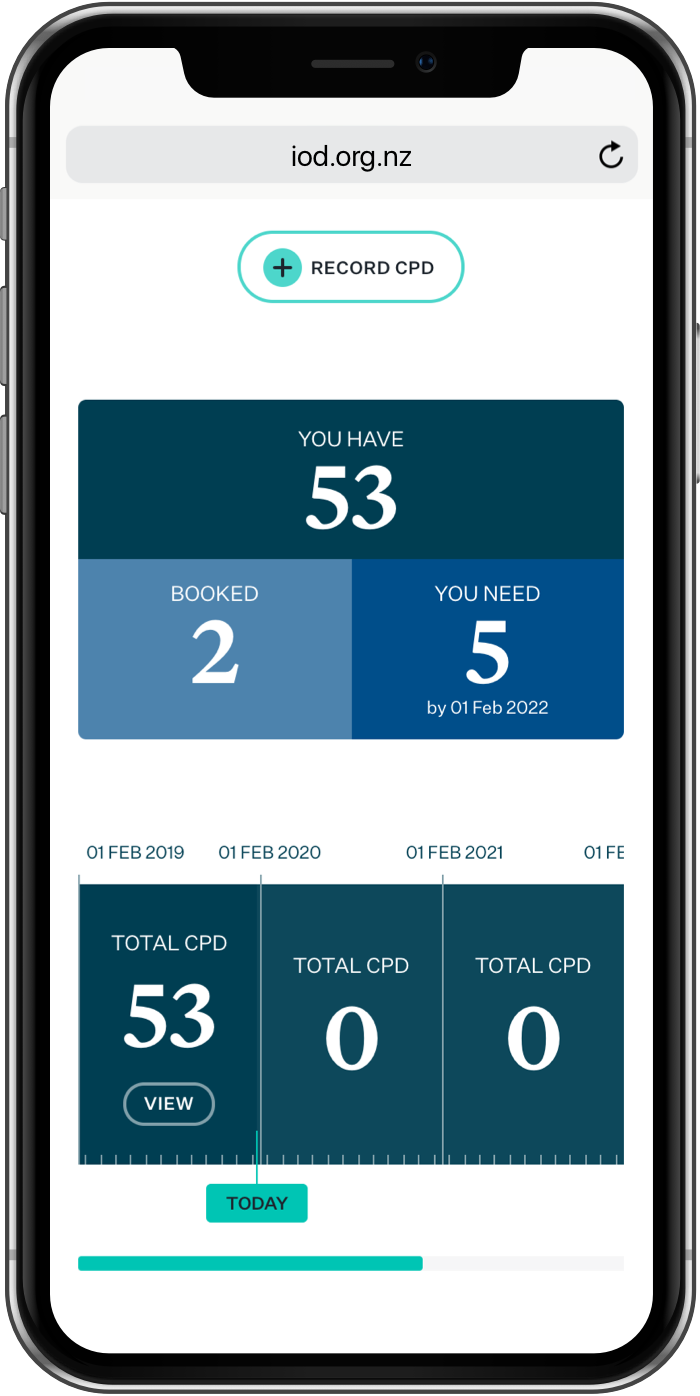 iod.org.nz
RECORD CPD
YOU HAVE
53
BOOKED
2
YOU NEED
5
by 01 Feb 2022
01 FEB 2019
01 FEB 2020
01 FEB 2021
01 FE
TOTAL CPD
53
VIEW
TOTAL CPD
0
TOTAL CPD
0
TODAY